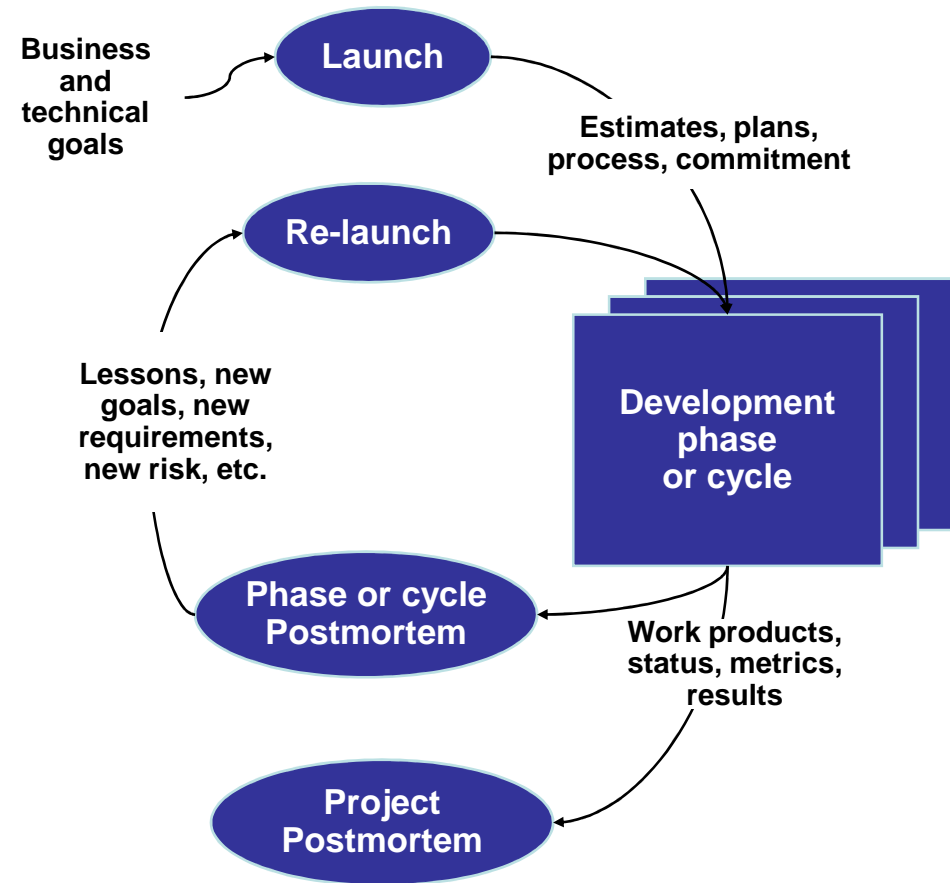 Business
and
technical
goals
Launch
Estimates, plans,
process, commitment
Re-launch
Lessons, new
goals, new
requirements,
new risk, etc.
Development
phase
or cycle
Phase or cycle
Postmortem
Work products,
status, metrics,
results
Project
Postmortem